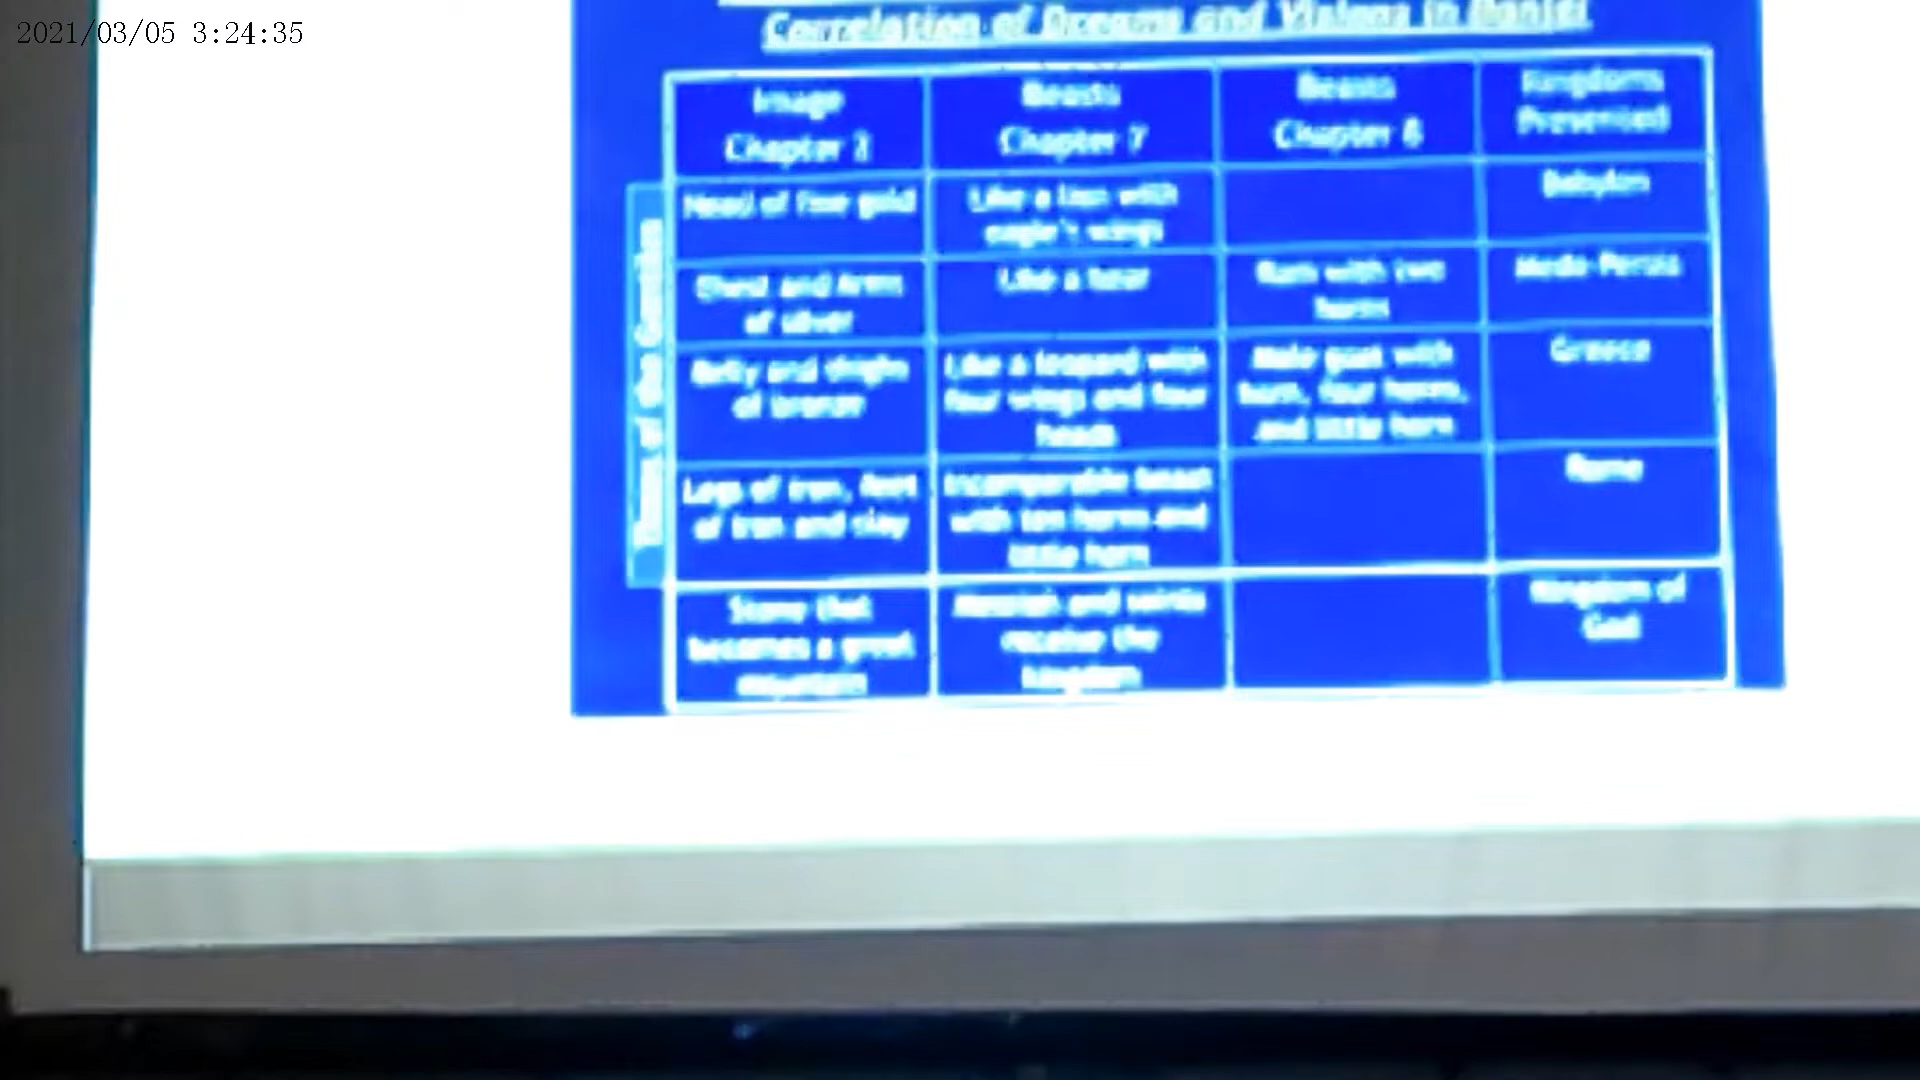 2021/03/05 3:24:35
Correlation of Dreams and Visions in Daniel
Image
Chapter 2
Beasts
Chapter 7
Beasts
Chapter 8
Kingdoms
Presented
Head of fine gold
Like a lion with
eagle's wings
Babylon
Chest and Arms
of silver
Like a bear
Ram with two
horns
Medo-Persia
Belly and thighs
of bronze
Like a leopard with
four wings and four
heads
Male goat with
horn, four horns,
and little horn
Greece
Legs of iron, feet
of iron and clay
Incomparable beast
with ten horns and
little horn
Rome
Stone that
becomes a great
mountain
Messiah and saints
receive the
kingdom
Kingdom of
God
Times of the Gentiles